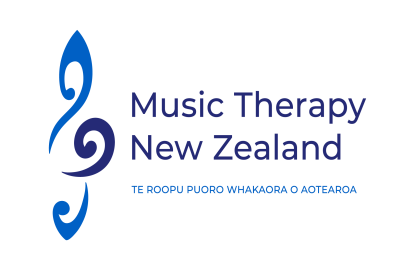 Music Therapy
New Zealand
TE ROOPU PUORO WHAKAORA O AOTEAROA